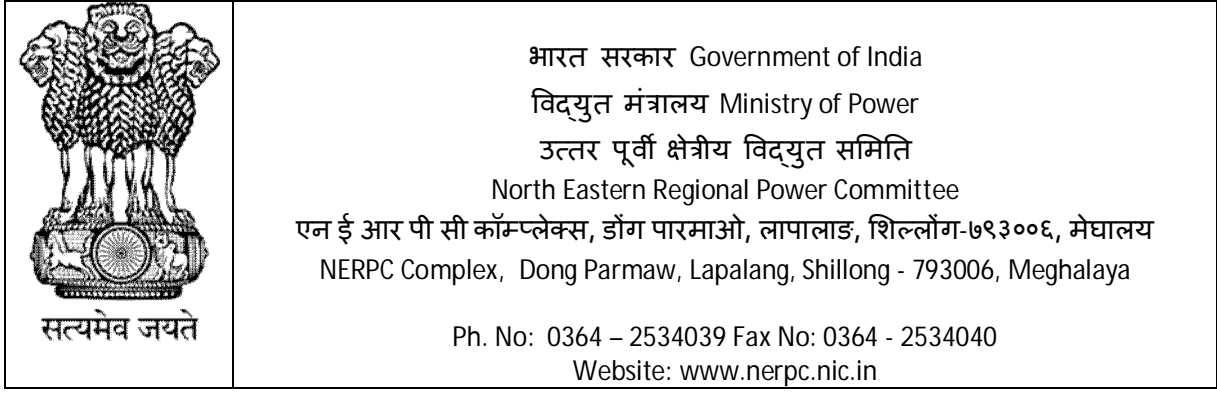 भारत सरकार Government of India
विद्युत मंत्रालय Ministry of Power
उत्तर पूर्वी क्षेत्रीय विद्युत समिति
North Eastern Regional Power Committee
एन ई आर पी सी कॉम्प्लेक्स, डोंग पारमाओ, लापालाङ, शिल्लोंग-७९३००६, मेघालय
NERPC Complex, Dong Parmaw, Lapalang, Shillong - 793006, Meghalaya
सत्यमेव जयते
Ph. No: 0364 – 2534039 Fax No: 0364 - 2534040
Website: www.nerpc.nic.in